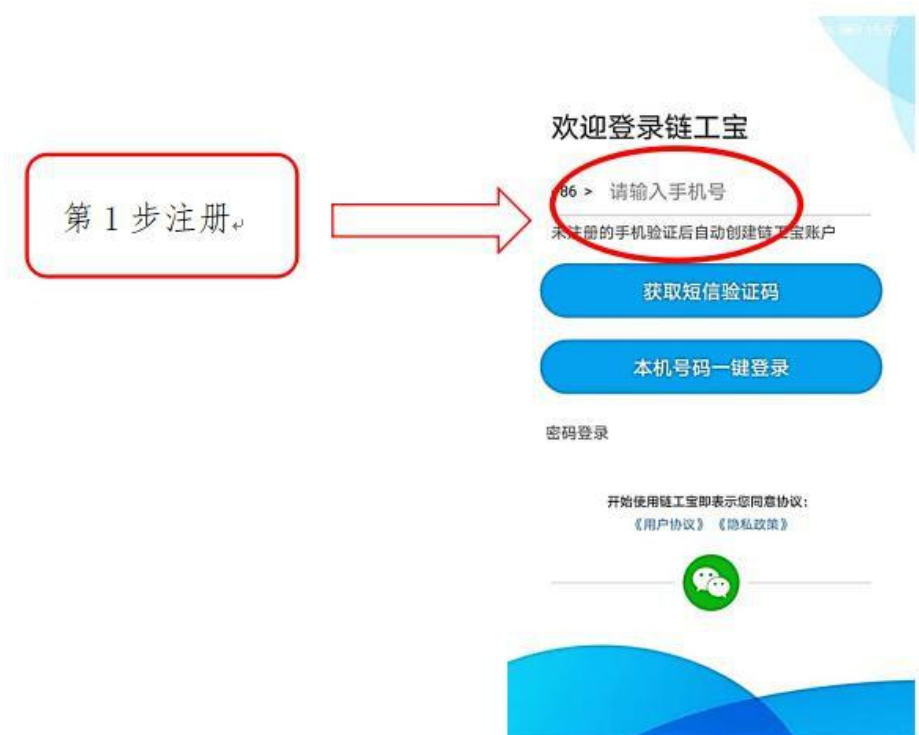 欢迎登录链工宝
第1步注册
86 > 请输入手机号
未注册的手机验证后自动创建链工宝账户
获取短信验证码
本机号码一键登录
密码登录
开始使用链工宝即表示您同意协议:
《用户协议》《隐私政策》